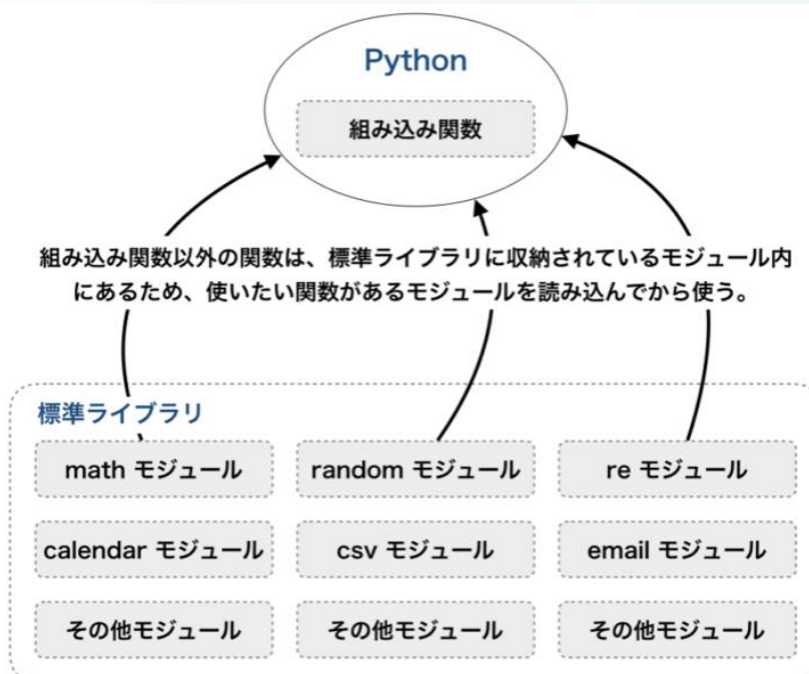 Python
組み込み関数
組み込み関数以外の関数は、標準ライブラリに収納されているモジュール内
にあるため、使いたい関数があるモジュールを読み込んでから使う。
標準ライブラリ
math モジュール
random モジュール
re モジュール
calendar モジュール
csv モジュール
email モジュール
その他モジュール
その他モジュール
その他モジュール